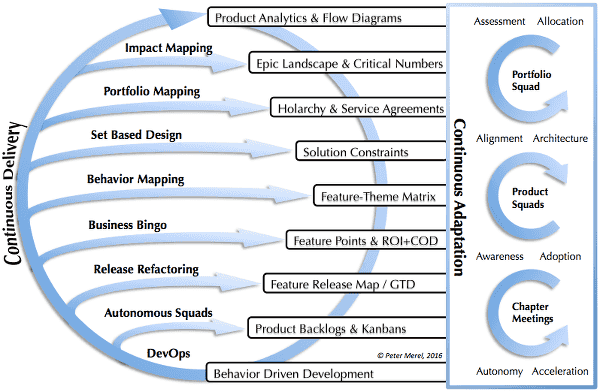 Product Analytics & Flow Diagrams
Impact Mapping
Epic Landscape & Critical Numbers
Portfolio Mapping
Holarchy & Service Agreements
Set Based Design
Solution Constraints
Behavior Mapping
Feature-Theme Matrix
Business Bingo
Feature Points & ROI+COD
Release Refactoring
Feature Release Map / GTD
Autonomous Squads
Product Backlogs & Kanbans
DevOps
© Peter Merel, 2016
Behavior Driven Development
Continuous Delivery
Continuous Adaptation
Assessment Allocation
Portfolio
Squad
Alignment Architecture
Product
Squads
Awareness Adoption
Chapter
Meetings
Autonomy Acceleration